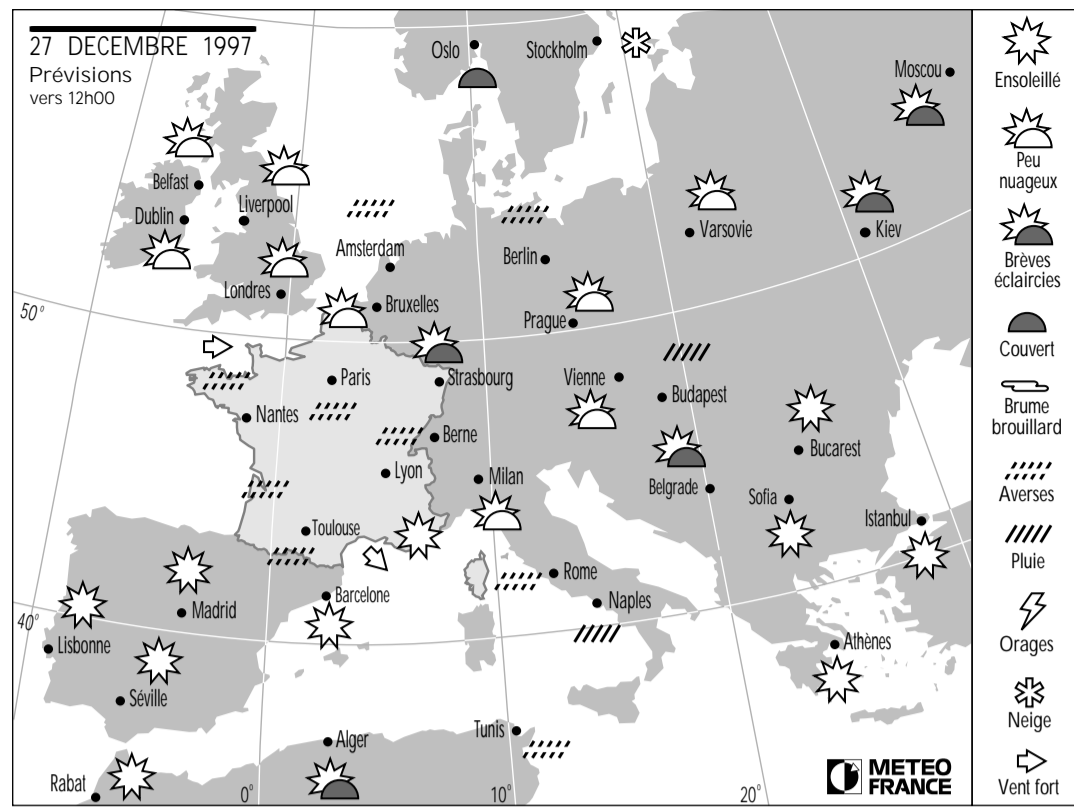 27 DECEMBRE 1997
Prévisions
vers 12h00
Oslo
Stockholm
Moscou
Belfast
Dublin
Liverpool
Londres
Amsterdam
Bruxelles
Berlin
Varsovie
Kiev
Prague
50°
Paris
Strasbourg
Vienne
Budapest
Nantes
Berne
Bucarest
Lyon
Milan
Belgrade
Sofia
Istanbul
Toulouse
Rome
Naples
Barcelone
Madrid
40°
Lisbonne
Séville
Athènes
Alger
Tunis
Rabat
0°
10°
20°
METEO
FRANCE
Ensoleillé
Peu
nuageux
Brèves
éclaircies
Couvert
Brume
brouillard
Averses
Pluie
Orages
Neige
Vent fort